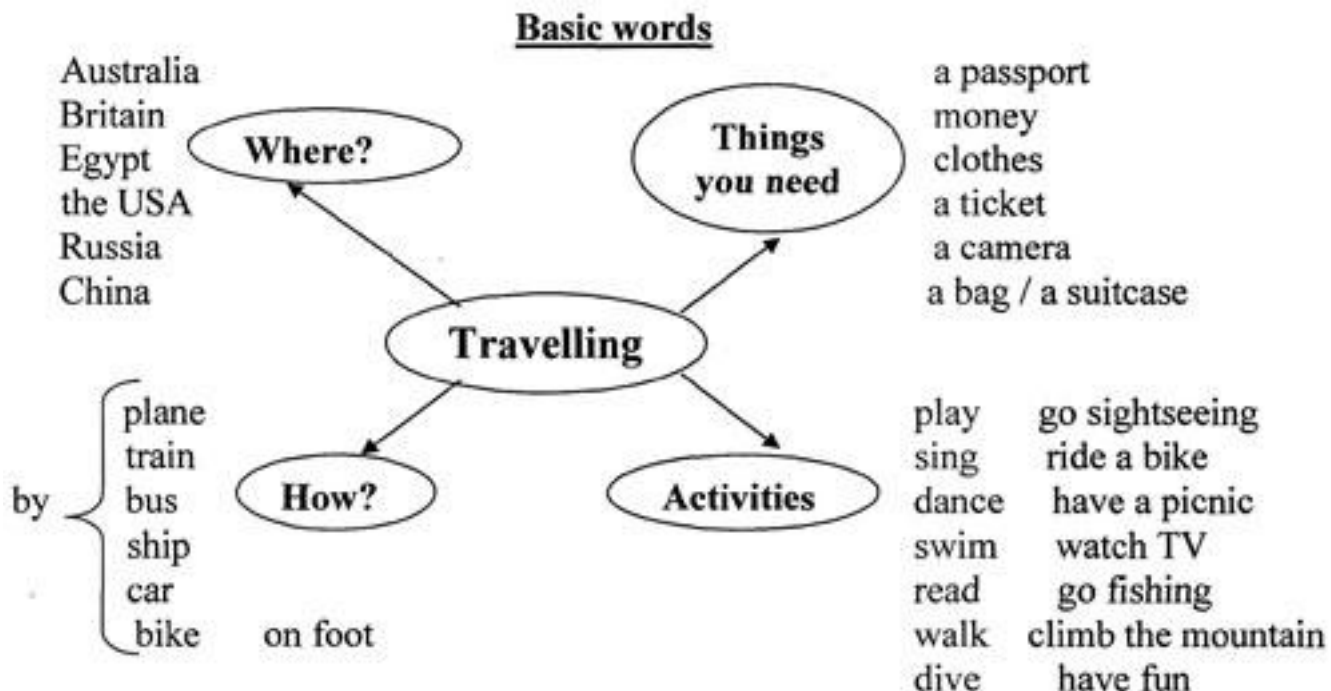 Basic words
Australia
Britain
Egypt
the USA
Russia
China
Where?
Things
you need
a passport
money
clothes
a ticket
a camera
a bag / a suitcase
Travelling
by
plane
train
bus
ship
car
bike on foot
How?
Activities
play go sightseeing
sing ride a bike
dance have a picnic
swim watch TV
read go fishing
walk climb the mountain
dive have fun